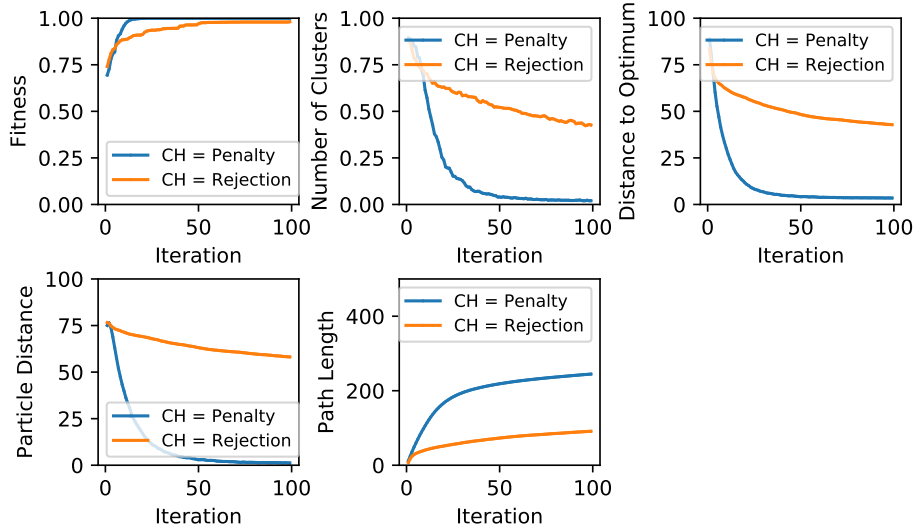 1.00
0.75
0.50
0.25
0.00
Fitness
CH = Penalty
CH = Rejection
0 50 100
Iteration
1.00
0.75
0.50
0.25
0.00
Number of Clusters
CH = Penalty
CH = Rejection
0 50 100
Iteration
100
75
50
25
0
Distance to Optimum
CH = Penalty
CH = Rejection
0 50 100
Iteration
100
75
50
25
0
Particle Distance
CH = Penalty
CH = Rejection
0 50 100
Iteration
400
200
0
Path Length
CH = Penalty
CH = Rejection
0 50 100
Iteration